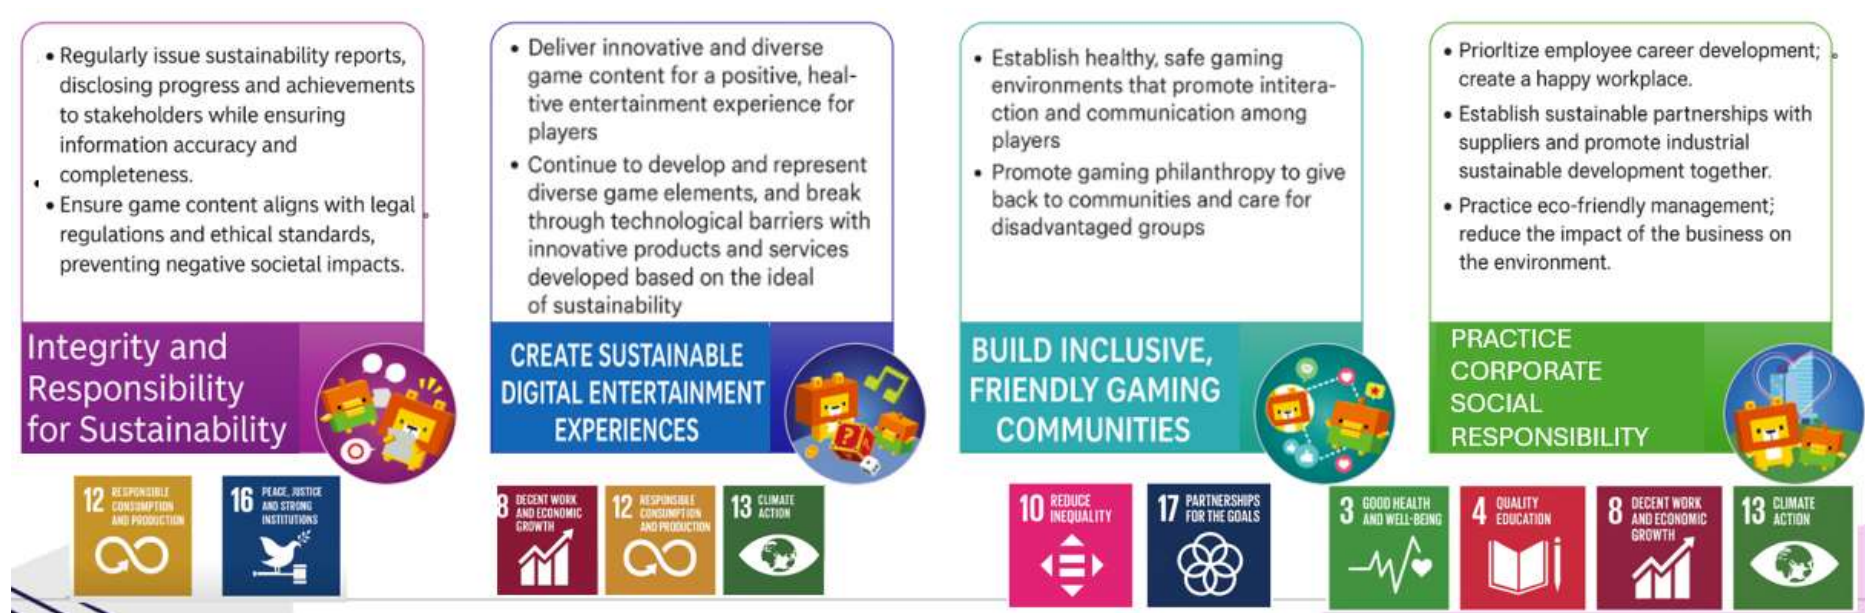 • Regularly issue sustainability reports,
disclosing progress and achievements
to stakeholders while ensuring
information accuracy and
completeness.
• Ensure game content aligns with legal
regulations and ethical standards,
preventing negative societal impacts.
Integrity and
Responsibility
for Sustainability
12 RESPONSIBLE
CONSUMPTION
AND PRODUCTION
16 PEACE, JUSTICE
AND STRONG
INSTITUTIONS
• Deliver innovative and diverse
game content for a positive, heal-
tive entertainment experience for
players
• Continue to develop and represent
diverse game elements, and break
through technological barriers with
innovative products and services
developed based on the ideal
of sustainability
CREATE SUSTAINABLE
DIGITAL ENTERTAINMENT
EXPERIENCES
8 DECENT WORK
AND ECONOMIC
GROWTH
12 RESPONSIBLE
CONSUMPTION
AND PRODUCTION
13 CLIMATE
ACTION
• Establish healthy, safe gaming
environments that promote intitera-
ction and communication among
players
• Promote gaming philanthropy to give
back to communities and care for
disadvantaged groups
BUILD INCLUSIVE,
FRIENDLY GAMING
COMMUNITIES
10 REDUCE
INEQUALITY
17 PARTNERSHIPS
FOR THE GOALS
• Priorltize employee career development; 。
create a happy workplace.
• Establish sustainable partnerships with
suppliers and promote industrial
sustainable development together.
• Practice eco-friendly management;
reduce the impact of the business on
the environment.
PRACTICE
CORPORATE
SOCIAL
RESPONSIBILITY
3 GOOD HEALTH
AND WELL-BEING
4 QUALITY
EDUCATION
8 DECENT WORK
AND ECONOMIC
GROWTH
13 CLIMATE
ACTION